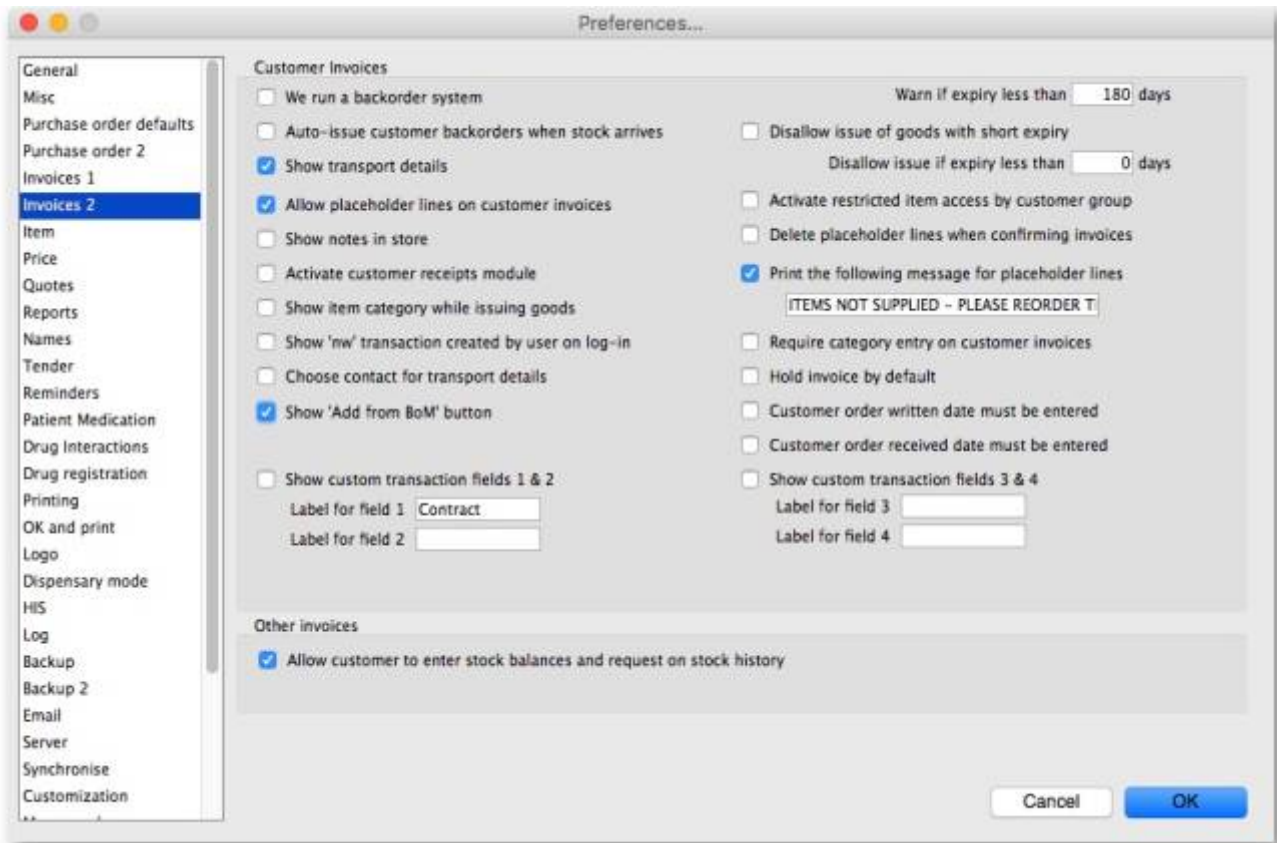 Preferences...
General
Misc
Purchase order defaults
Purchase order 2
Invoices 1
Invoices 2
Item
Price
Quotes
Reports
Names
Tender
Reminders
Patient Medication
Drug Interactions
Drug registration
Printing
OK and print
Logo
Dispensary mode
HIS
Log
Backup
Backup 2
Email
Server
Synchronise
Customization
Customer Invoices
We run a backorder system
Auto-issue customer backorders when stock arrives
Show transport details
Allow placeholder lines on customer invoices
Show notes in store
Activate customer receipts module
Show item category while issuing goods
Show 'nw' transaction created by user on log-in
Choose contact for transport details
Show 'Add from BoM' button
Show custom transaction fields 1 & 2
Label for field 1 Contract
Label for field 2
Warn if expiry less than 180 days
Disallow issue of goods with short expiry
Disallow issue if expiry less than 0 days
Activate restricted item access by customer group
Delete placeholder lines when confirming invoices
Print the following message for placeholder lines
ITEMS NOT SUPPLIED - PLEASE REORDER T
Require category entry on customer invoices
Hold invoice by default
Customer order written date must be entered
Customer order received date must be entered
Show custom transaction fields 3 & 4
Label for field 3
Label for field 4
Other invoices
Allow customer to enter stock balances and request on stock history
Cancel
OK